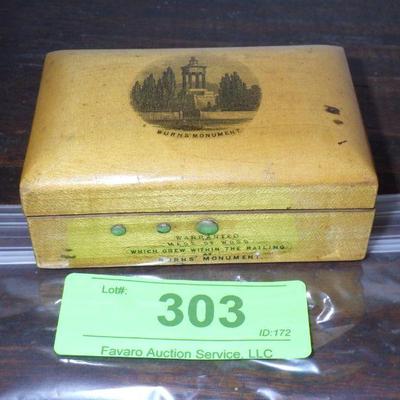 BURNS' MONUMENT.
WARRANTED
MADE OF WOOD
WHICH GREW WITHIN THE RAILING
BURNS' MONUMENT.
Lot#:
303
ID:172
Favaro Auction Service, LLC